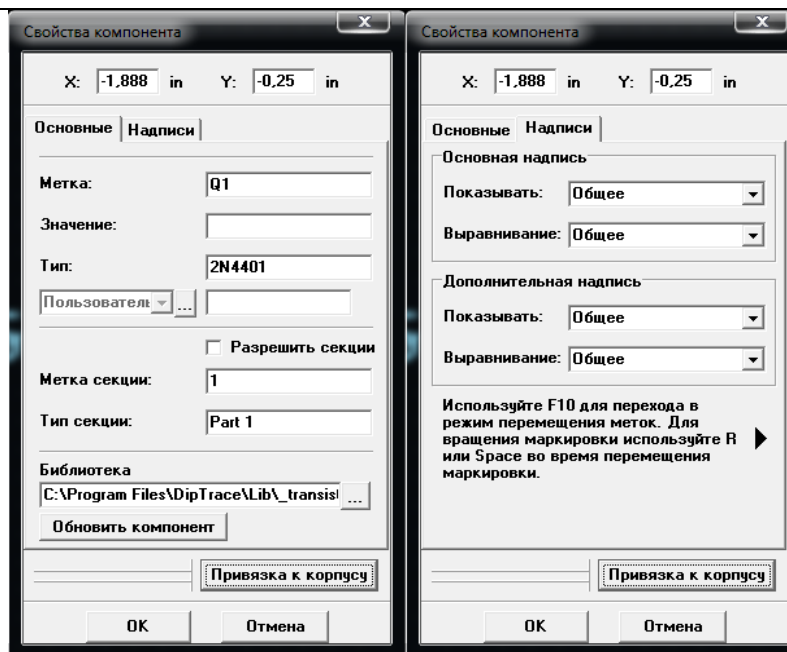 Свойства компонента
X: -1,888 in Y: -0,25 in
Основные Надписи
Метка: Q1
Значение:
Тип: 2N4401
...
Разрешить секции
Метка секции: 1
Тип секции: Part 1
Библиотека
C:\Program Files\DipTrace\Lib\_transist ...
Обновить компонент
Привязка к корпусу
OK Отмена
Свойства компонента
X: -1,888 in Y: -0,25 in
Основные Надписи
Основная надпись
Показывать: Общее
Выравнивание: Общее
Дополнительная надпись
Показывать: Общее
Выравнивание: Общее
Используйте F10 для перехода в
режим перемещения меток. Для
вращения маркировки используйте R
или Space во время перемещения
маркировки.
Привязка к корпусу
OK Отмена